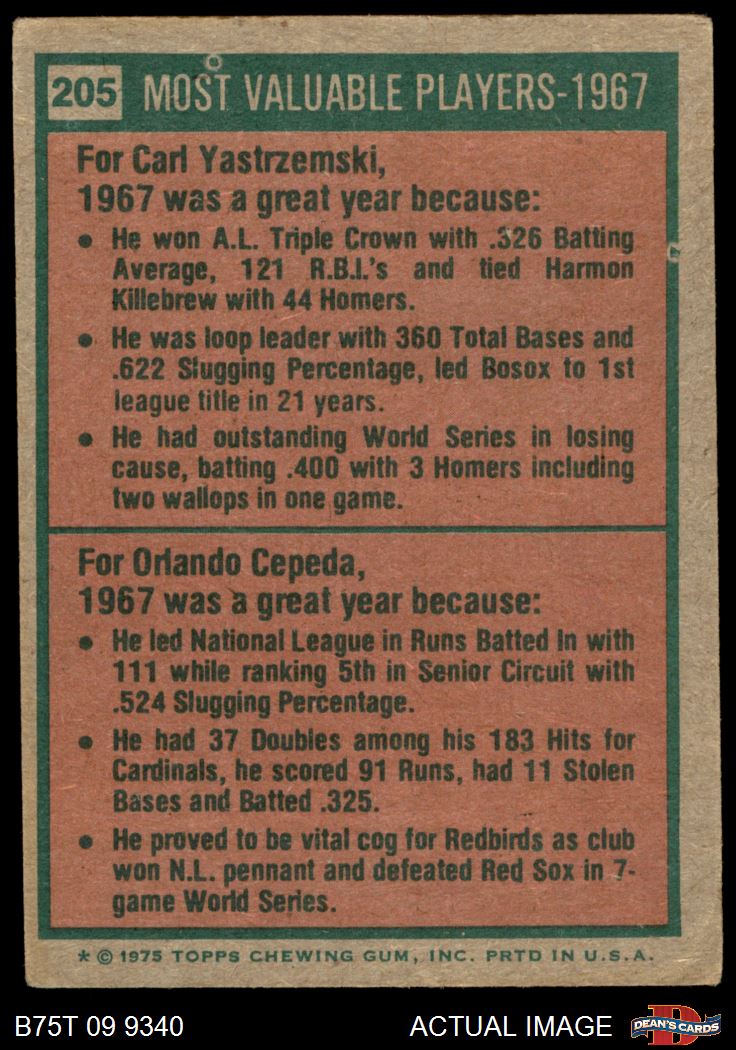 205 MOST VALUABLE PLAYERS-1967
For Carl Yastrzemski,
1967 was a great year because:
• He won A.L. Triple Crown with .326 Batting
Average, 121 R.B.I.'s and tied Harmon
Killebrew with 44 Homers.
• He was loop leader with 360 Total Bases and
.622 Slugging Percentage, led Bosox to 1st
league title in 21 years.
• He had outstanding World Series in losing
cause, batting .400 with 3 Homers including
two wallops in one game.
For Orlando Cepeda,
1967 was a great year because:
• He led National League in Runs Batted In with
111 while ranking 5th in Senior Circuit with
.524 Slugging Percentage.
• He had 37 Doubles among his 183 Hits for
Cardinals, he scored 91 Runs, had 11 Stolen
Bases and Batted .325.
• He proved to be vital cog for Redbirds as club
won N.L. pennant and defeated Red Sox in 7-
game World Series.
* © 1975 TOPPS CHEWING GUM, INC. PRTD IN U.S.A.
B75T 09 9340 ACTUAL IMAGE DEAN'S CARDS